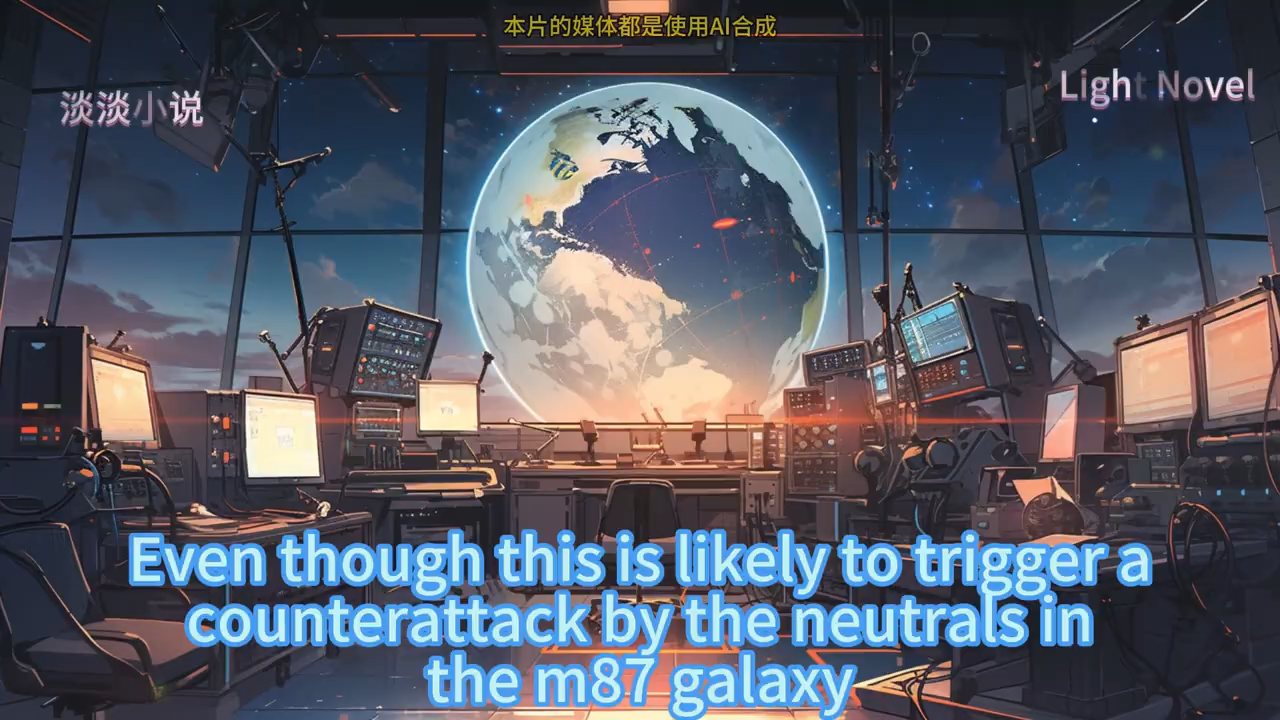 本片的媒体都是使用AI合成
淡淡小说
Light Novel
Even though this is likely to trigger a
counterattack by the neutrals in
the m87 galaxy